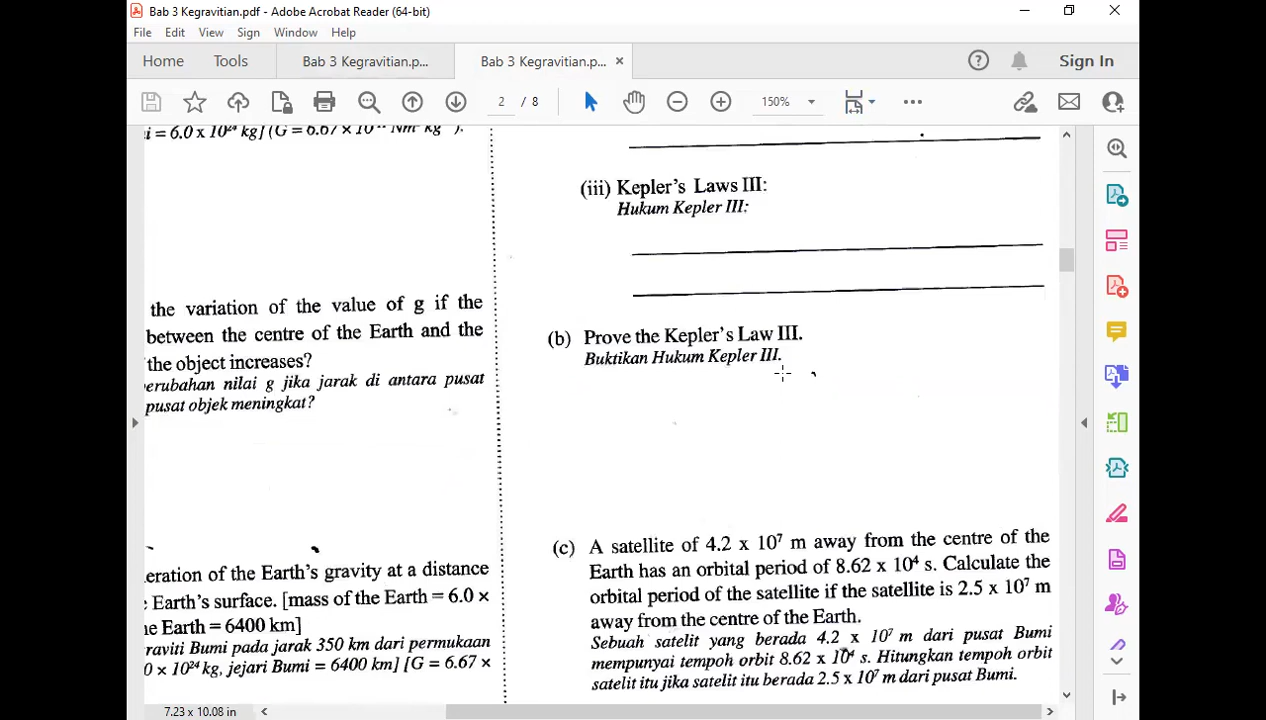 Bab 3 Kegravitian.pdf - Adobe Acrobat Reader (64-bit)
File Edit View Sign Window Help
Home Tools Bab 3 Kegravitian.p... Bab 3 Kegravitian.p... × Sign In
2 / 8 150%
i = 6.0 x 10²⁴ kg] (G = 6.67 × 10
the variation of the value of g if the
between the centre of the Earth and the
the object increases?
erubahan nilai g jika jarak di antara pusat
pusat objek meningkat?
eration of the Earth's gravity at a distance
Earth's surface. [mass of the Earth = 6.0 ×
ne Earth = 6400 km]
raviti Bumi pada jarak 350 km dari permukaan
0 × 10²⁴ kg, jejari Bumi = 6400 km] [G = 6.67 ×
(iii) Kepler's Laws III:
Hukum Kepler III:
(b) Prove the Kepler's Law III.
Buktikan Hukum Kepler III.
(c) A satellite of 4.2 x 10⁷ m away from the centre of the
Earth has an orbital period of 8.62 x 10⁴ s. Calculate the
orbital period of the satellite if the satellite is 2.5 x 10⁷ m
away from the centre of the Earth.
Sebuah satelit yang berada 4.2 x 10⁷ m dari pusat Bumi
mempunyai tempoh orbit 8.62 x 10⁴ s. Hitungkan tempoh orbit
satelit itu jika satelit itu berada 2.5 x 10⁷ m dari pusat Bumi.
7.23 x 10.08 in